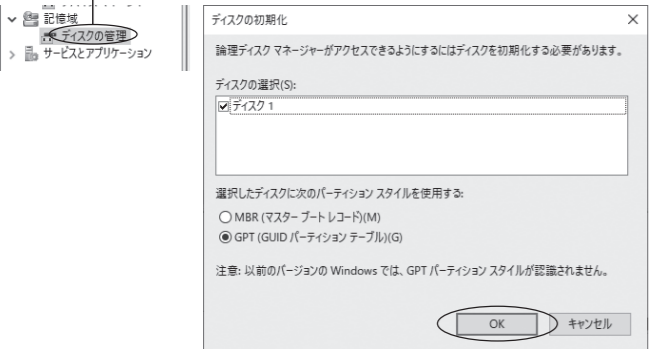 記憶域
ディスクの管理
サービスとアプリケーション
ディスクの初期化
論理ディスク マネージャーがアクセスできるようにするにはディスクを初期化する必要があります。
ディスクの選択(S):
ディスク 1
選択したディスクに次のパーティション スタイルを使用する:
MBR (マスター ブート レコード)(M)
GPT (GUID パーティション テーブル)(G)
注意: 以前のバージョンの Windows では、GPT パーティション スタイルが認識されません。
OK
キャンセル